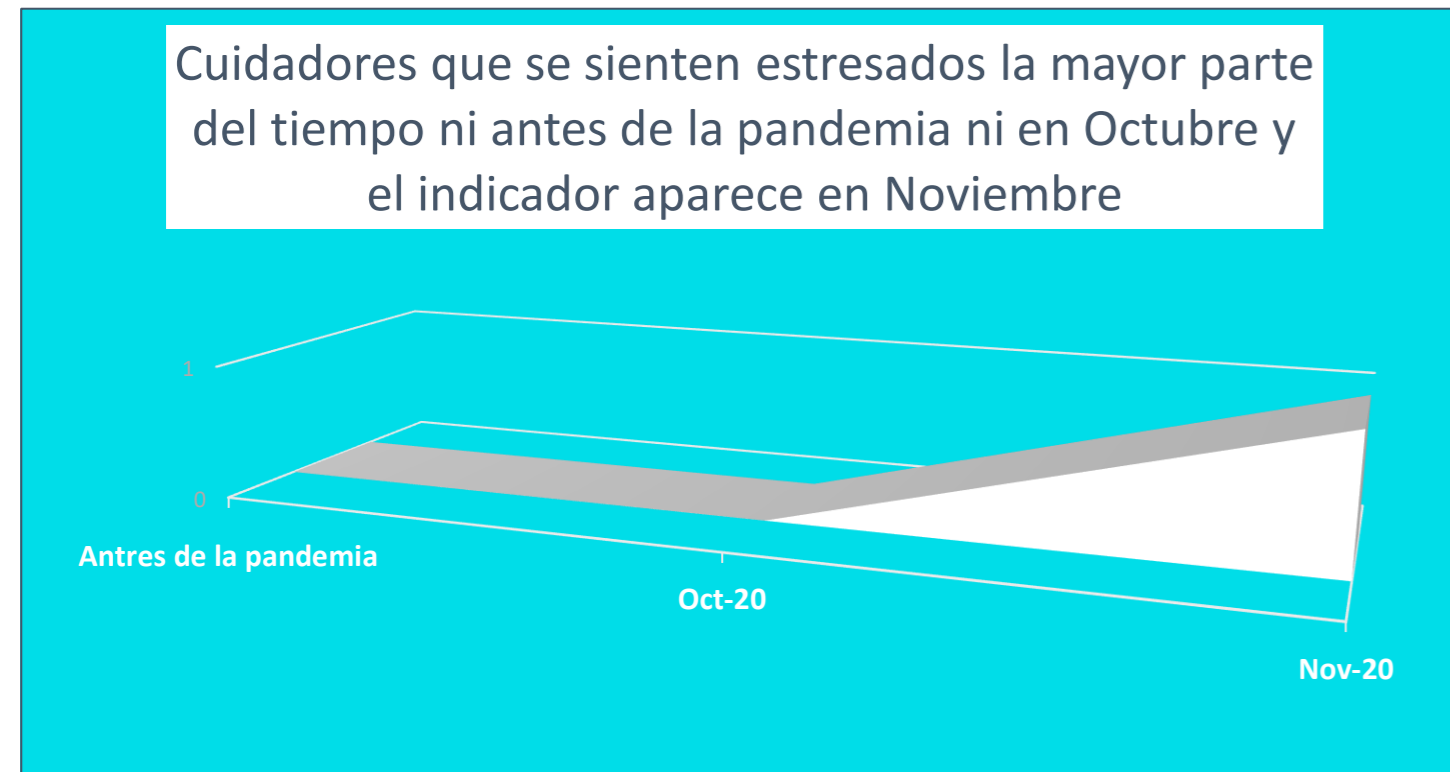 Cuidadores que se sienten estresados la mayor parte
del tiempo ni antes de la pandemia ni en Octubre y
el indicador aparece en Noviembre
1
0
Antres de la pandemia
Oct-20
Nov-20